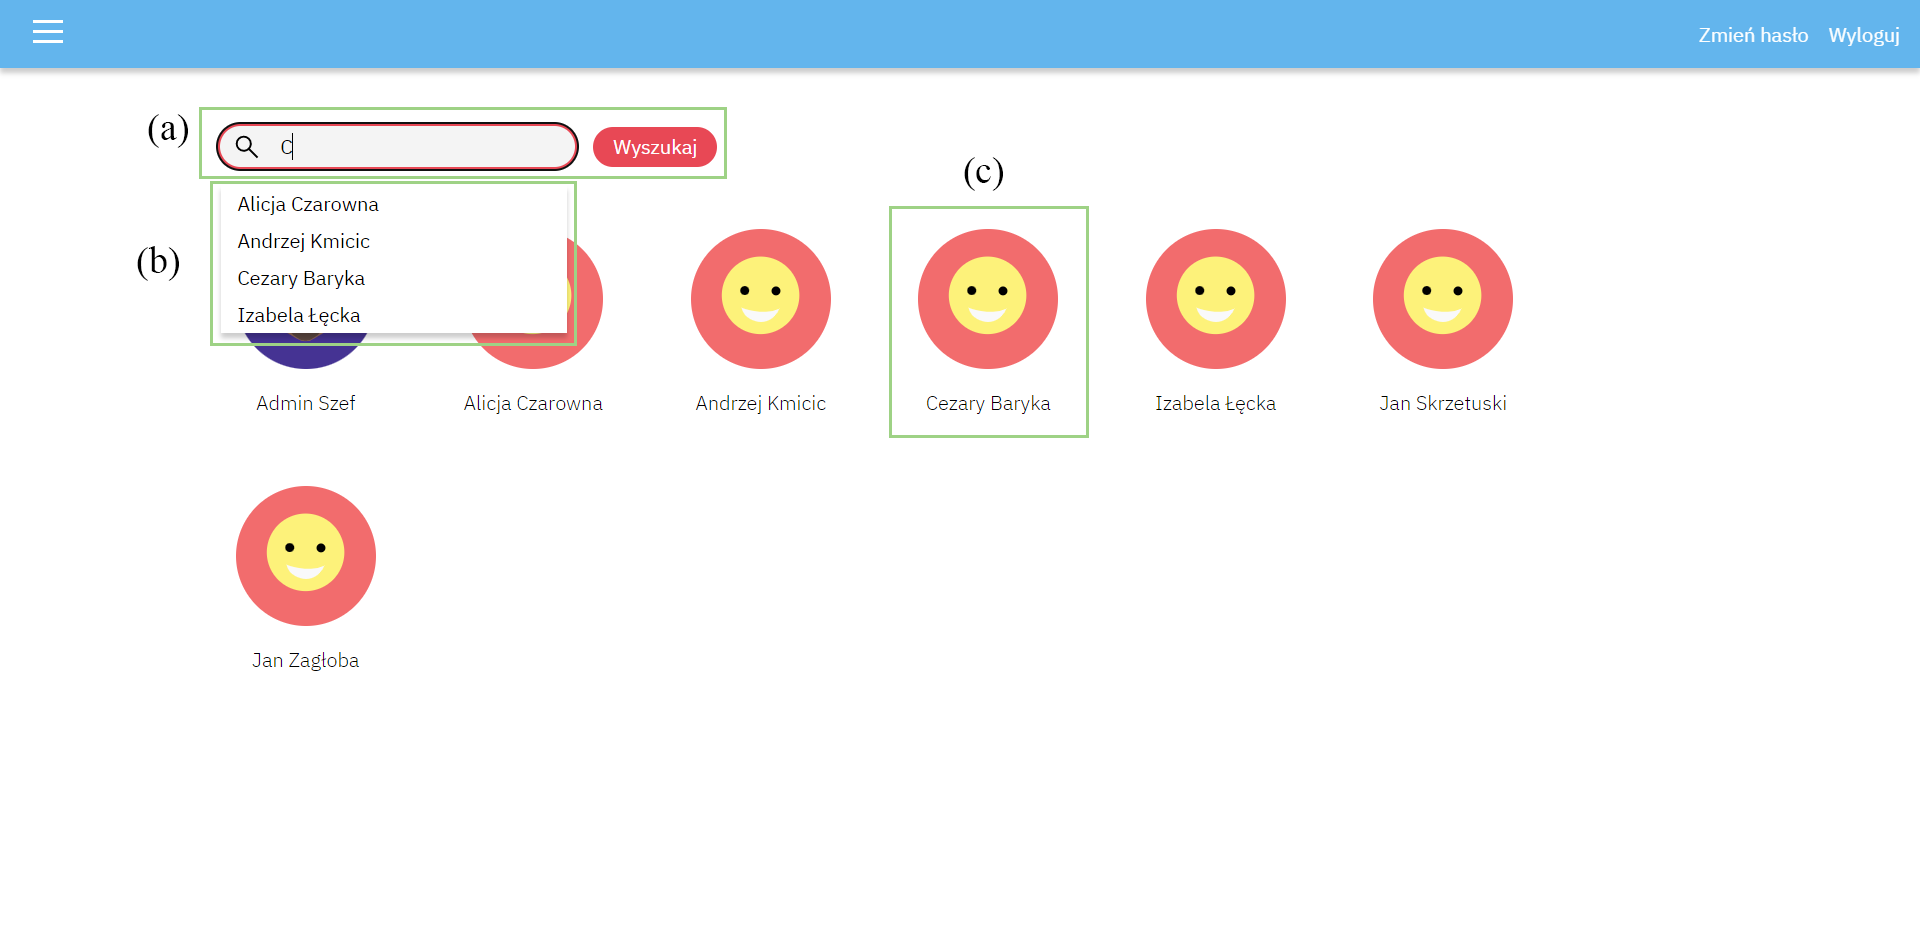 Zmień hasło Wyloguj
(a)
C
Wyszukaj
(c)
(b)
Alicja Czarowna
Andrzej Kmicic
Cezary Baryka
Izabela Łęcka
Admin Szef
Alicja Czarowna
Andrzej Kmicic
Cezary Baryka
Izabela Łęcka
Jan Skrzetuski
Jan Zagłoba